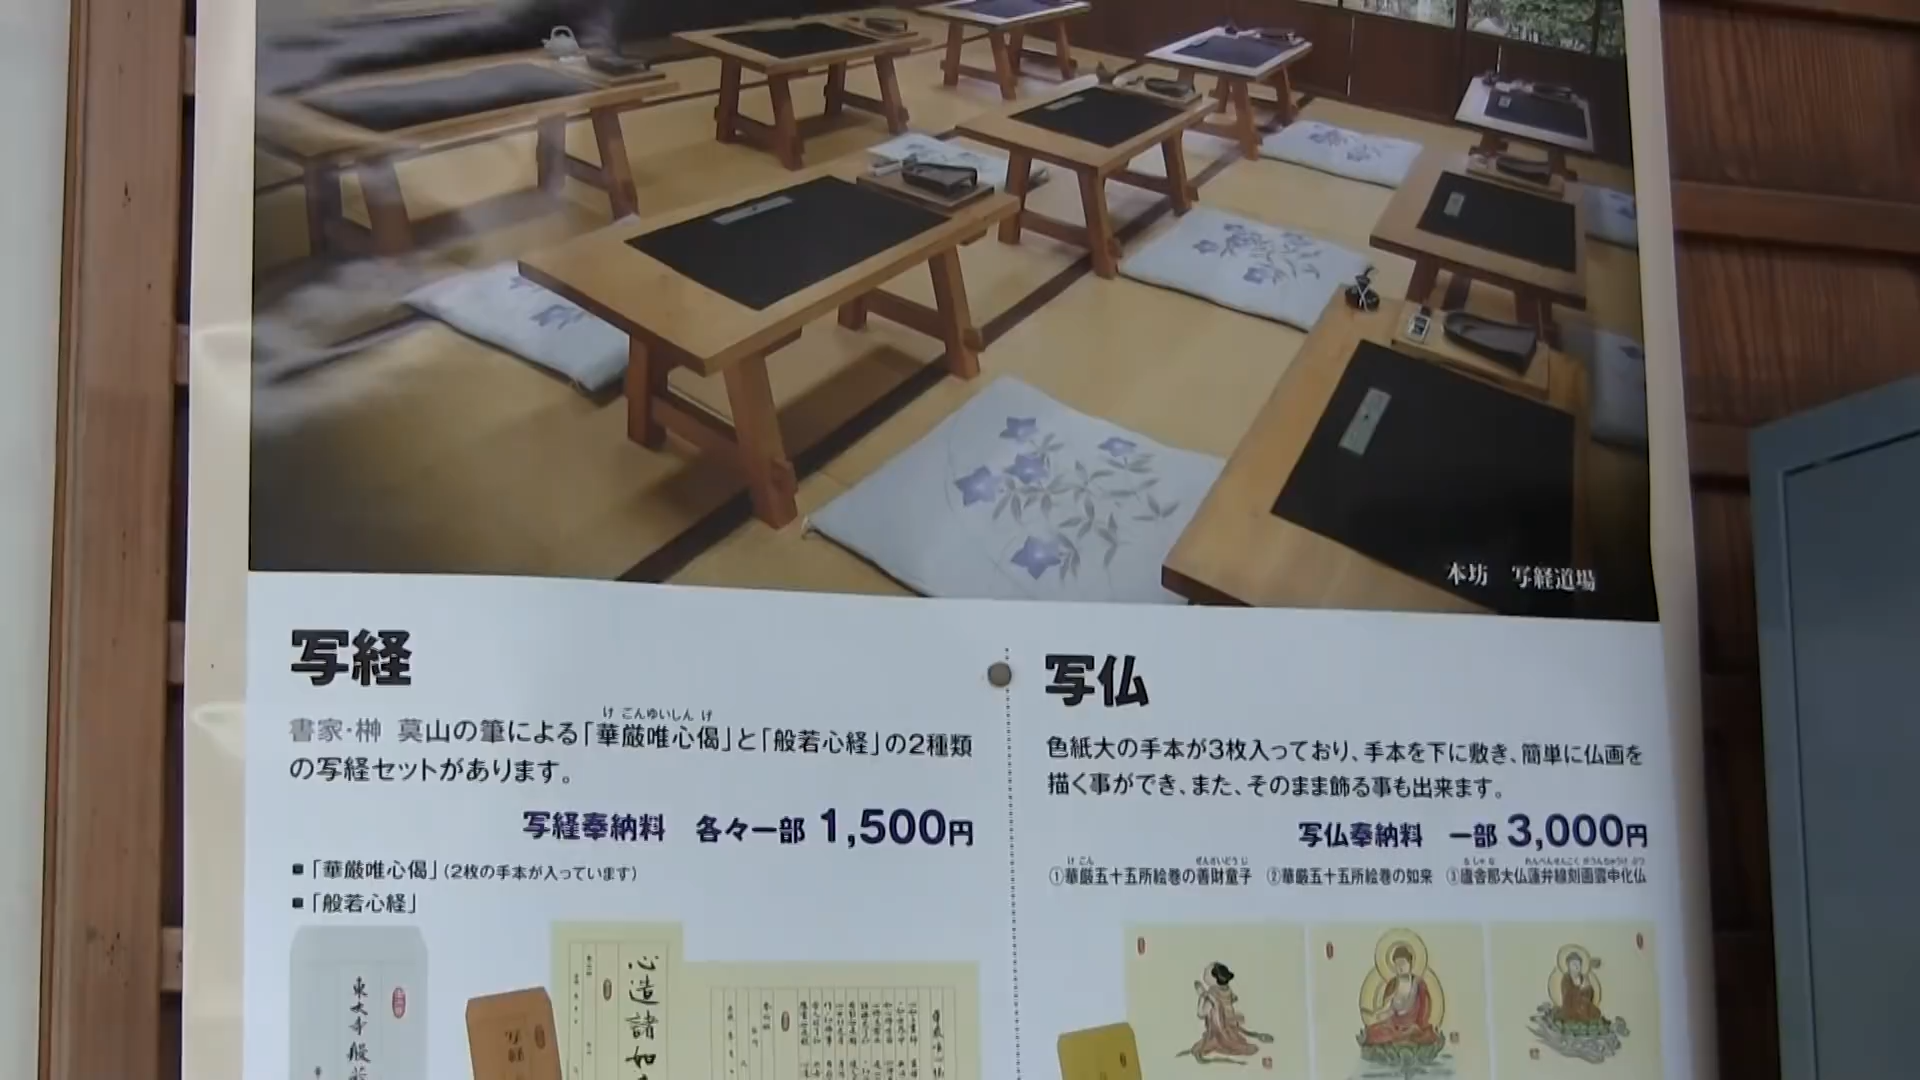 本坊 写経道場
写経
書家・榊 莫山の筆による「華厳唯心偈」と「般若心経」の2種類
の写経セットがあります。
写経奉納料 各々一部 1,500円
■「華厳唯心偈」(2枚の手本が入っています)
■「般若心経」
東大寺般若
心造諸如
写仏
色紙大の手本が3枚入っており、手本を下に敷き、簡単に仏画を
描く事ができ、また、そのまま飾る事も出来ます。
写仏奉納料 一部 3,000円
①華厳五十五所絵巻の善財童子 ②華厳五十五所絵巻の如来 ③盧舎那大仏蓮弁線刻画雲中化仏